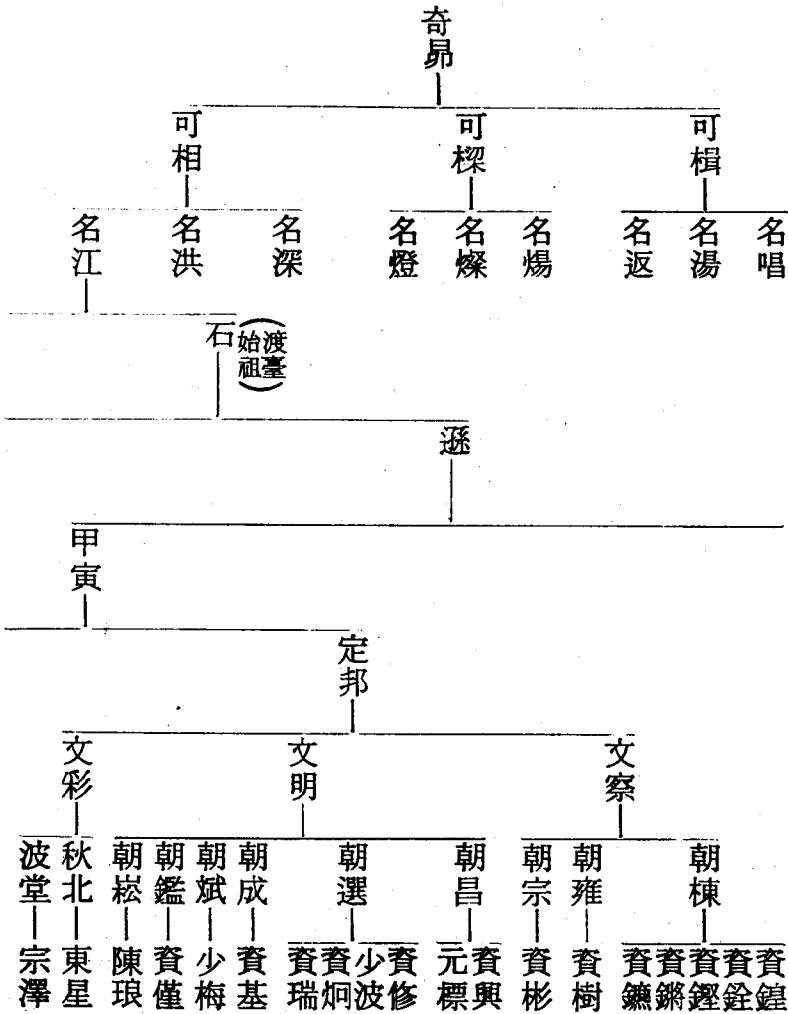 奇昴
可楫
可樑
可相
名唱
名湯
名返
名煬
名燦
名燈
名深
名洪
名江
石
(渡臺始祖)
遜
甲寅
定邦
文察
文明
文彩
朝棟
朝雍
朝宗
朝昌
朝選
朝成
朝斌
朝鑑
朝崧
秋北
波堂
資鍠
資銓
資鏗
資鏘
資鑣
資樹
資彬
資興
元標
資修
少波
資炯
資瑞
資基
少梅
資僅
陳琅
東星
宗澤